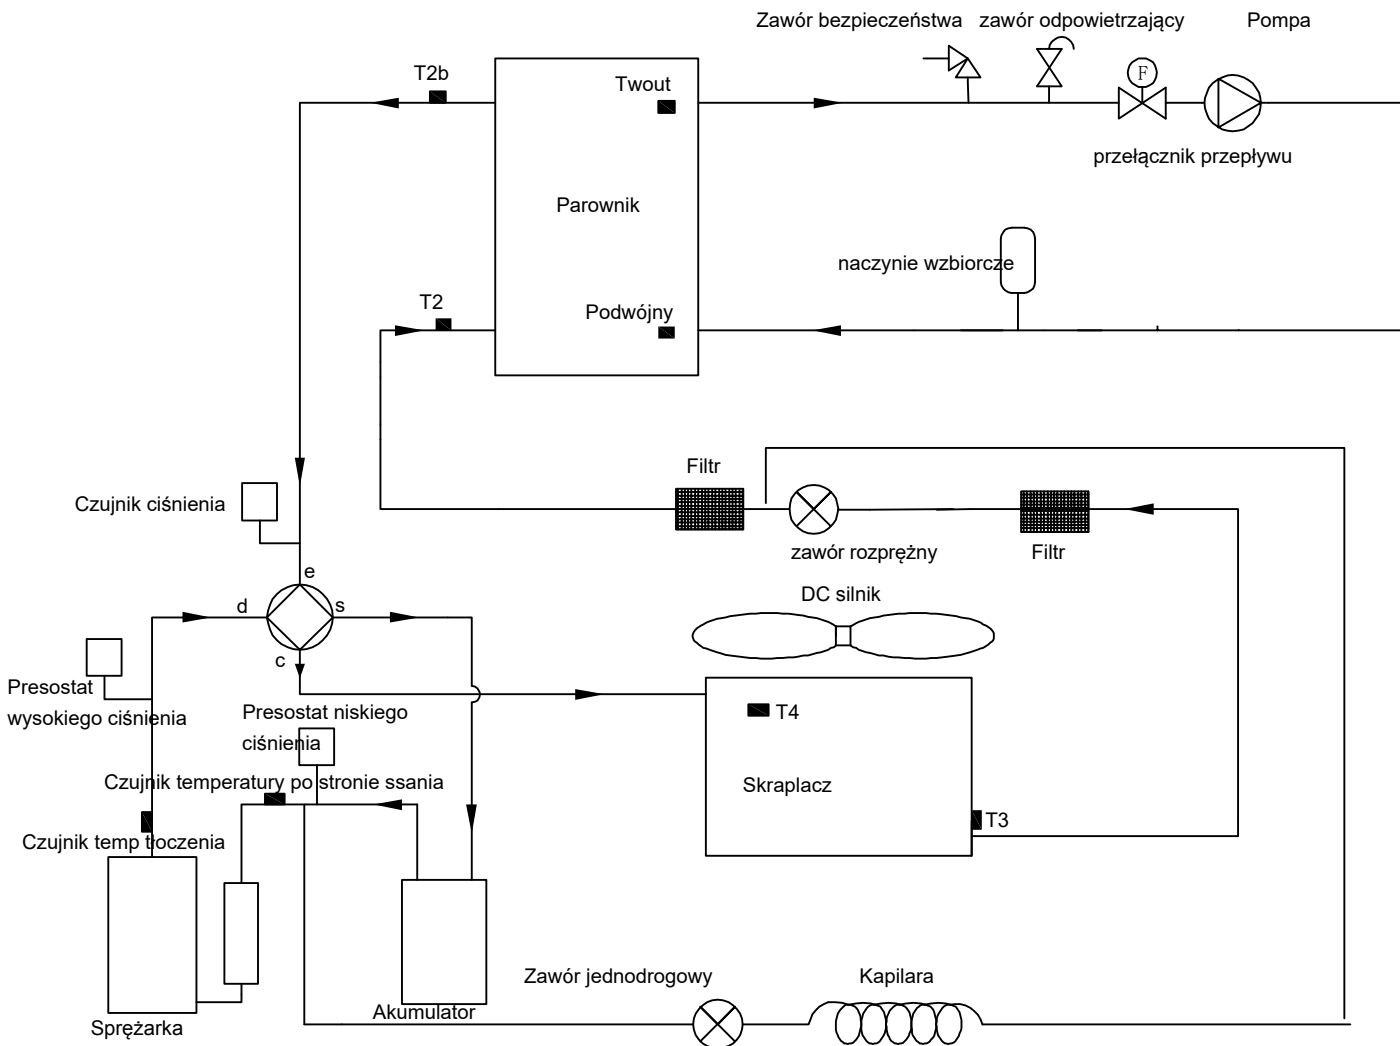 Zawór bezpieczeństwa
zawór odpowietrzający
Pompa
T2b
Twout
F
przełącznik przepływu
Parownik
naczynie wzbiorcze
T2
Podwójny
Filtr
Czujnik ciśnienia
zawór rozprężny
Filtr
e
DC silnik
d
s
c
Presostat
wysokiego ciśnienia
Presostat niskiego
ciśnienia
T4
Czujnik temperatury po stronie ssania
Skraplacz
T3
Czujnik temp tłoczenia
Zawór jednodrogowy
Kapilara
Akumulator
Sprężarka